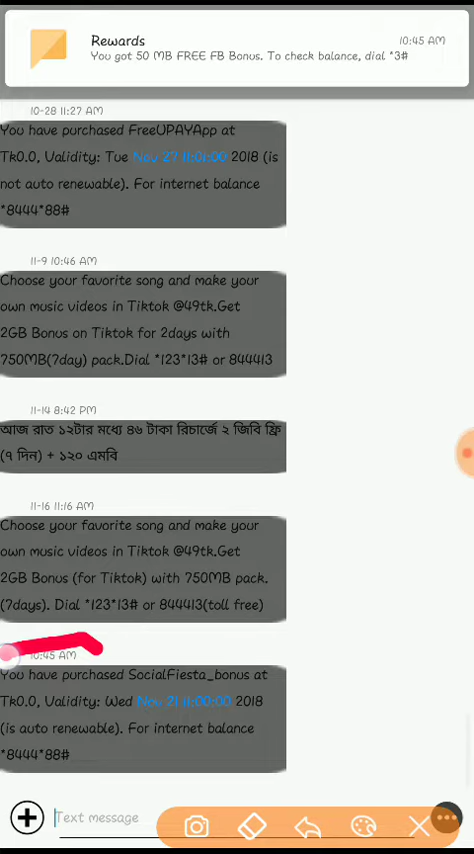 Rewards
10:45 AM
You got 50 MB FREE FB Bonus. To check balance, dial *3#
10-28 11:27 AM
You have purchased FreeUPAYApp at
Tk0.0, Validity: Tue Nov 27 11:01:00 2018 (is
not auto renewable). For internet balance
*8444*88#
11-9 10:46 AM
Choose your favorite song and make your
own music videos in Tiktok @49tk.Get
2GB Bonus on Tiktok for 2days with
750MB(7day) pack.Dial *123*13# or 844413
11-14 8:42 PM
আজ রাত ১২টার মধ্যে ৪৬ টাকা রিচার্জে ২ জিবি ফ্রি
(৭ দিন) + ১২০ এমবি
11-16 11:16 AM
Choose your favorite song and make your
own music videos in Tiktok @49tk.Get
2GB Bonus (for Tiktok) with 750MB pack.
(7days). Dial *123*13# or 844413(toll free)
10:45 AM
You have purchased SocialFiesta_bonus at
Tk0.0, Validity: Wed Nov 21 11:00:00 2018
(is auto renewable). For internet balance
*8444*88#
Text message